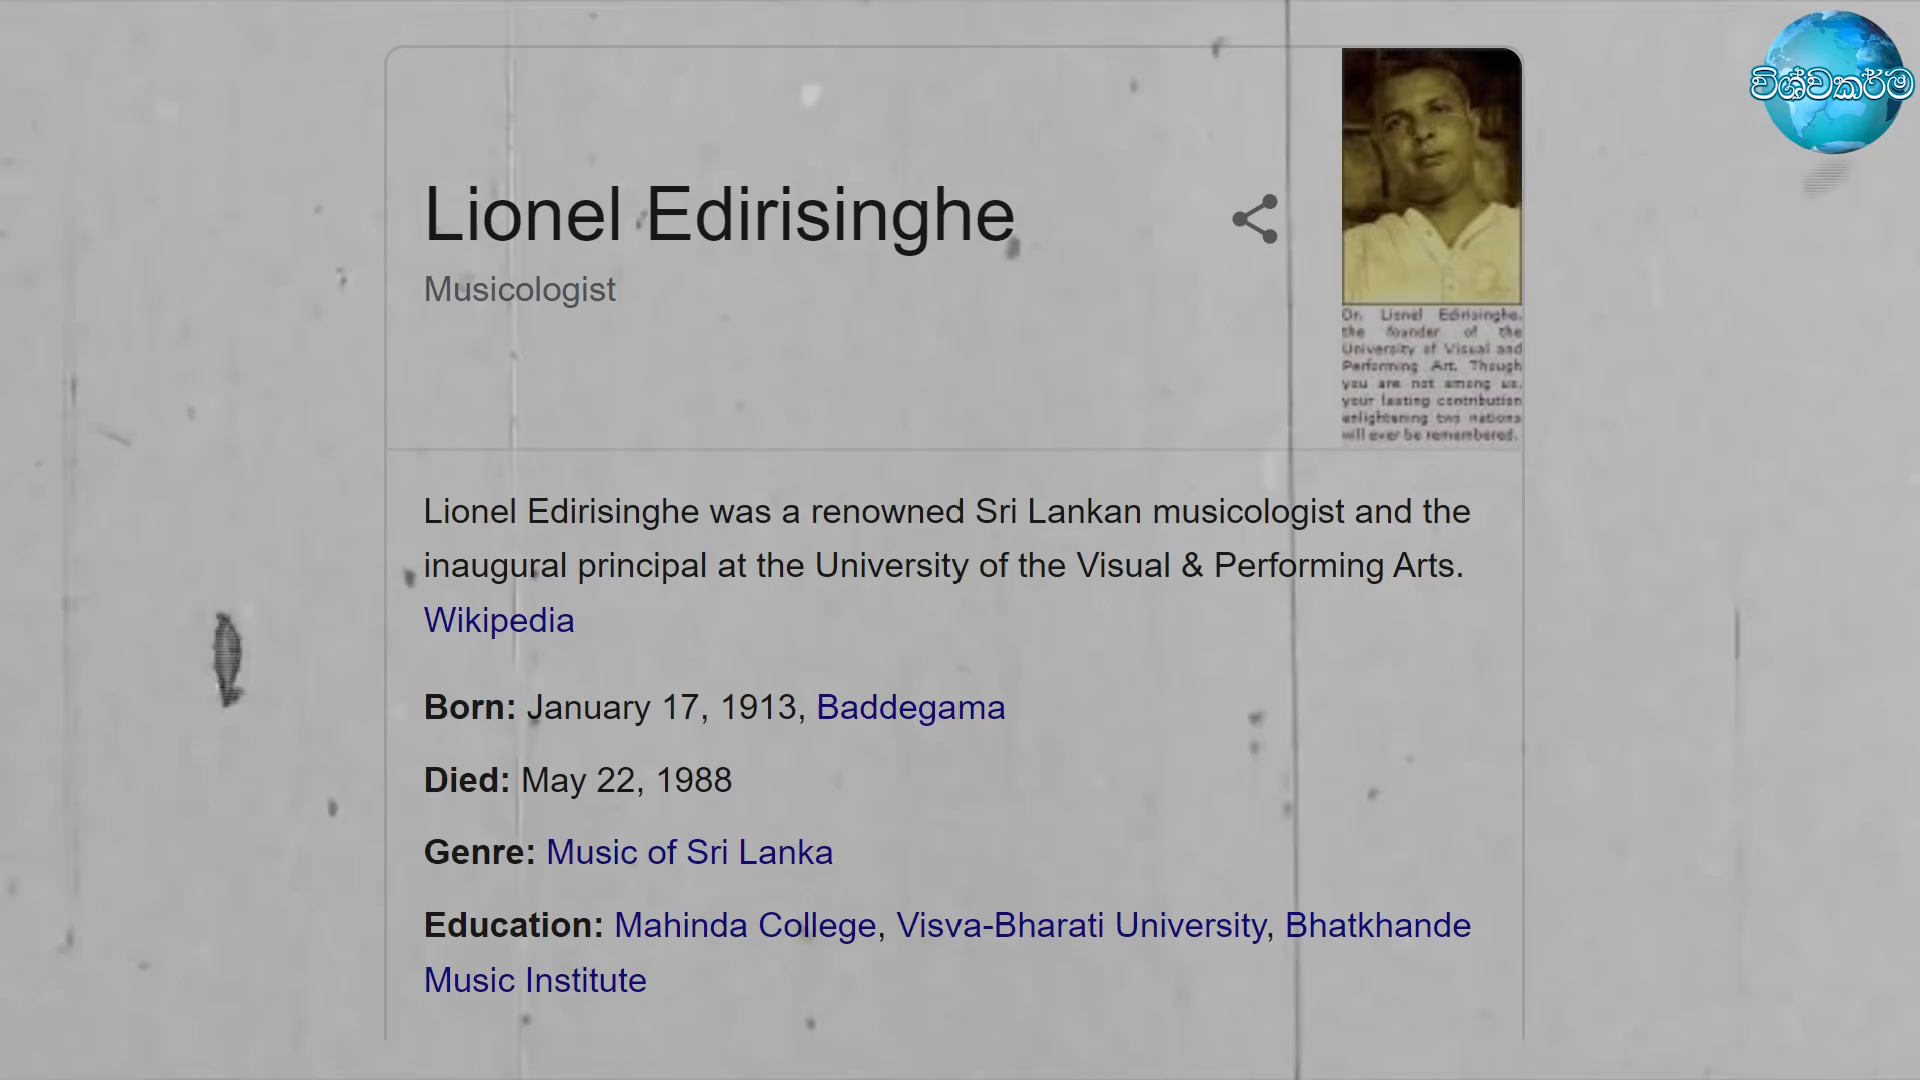 විශ්වකර්ම
Lionel Edirisinghe
Musicologist
Dr. Lionel Edirisinghe,
the founder of the
University of Visual and
Performing Art. Though
you are not among us,
your lasting contribution
enlightening two nations
will ever be remembered.
Lionel Edirisinghe was a renowned Sri Lankan musicologist and the
inaugural principal at the University of the Visual & Performing Arts.
Wikipedia
Born: January 17, 1913, Baddegama
Died: May 22, 1988
Genre: Music of Sri Lanka
Education: Mahinda College, Visva-Bharati University, Bhatkhande
Music Institute